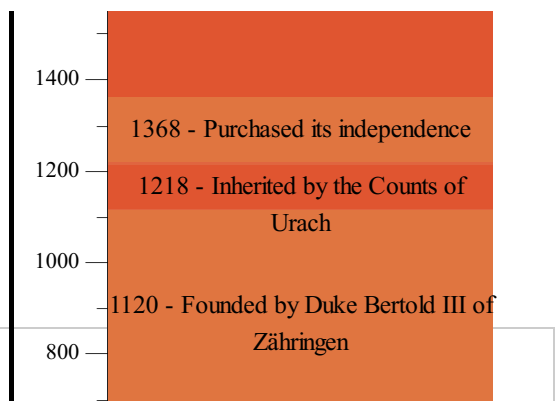 1400
1368 - Purchased its independence
1200
1218 - Inherited by the Counts of
Urach
1000
1120 - Founded by Duke Bertold III of
Zähringen
800